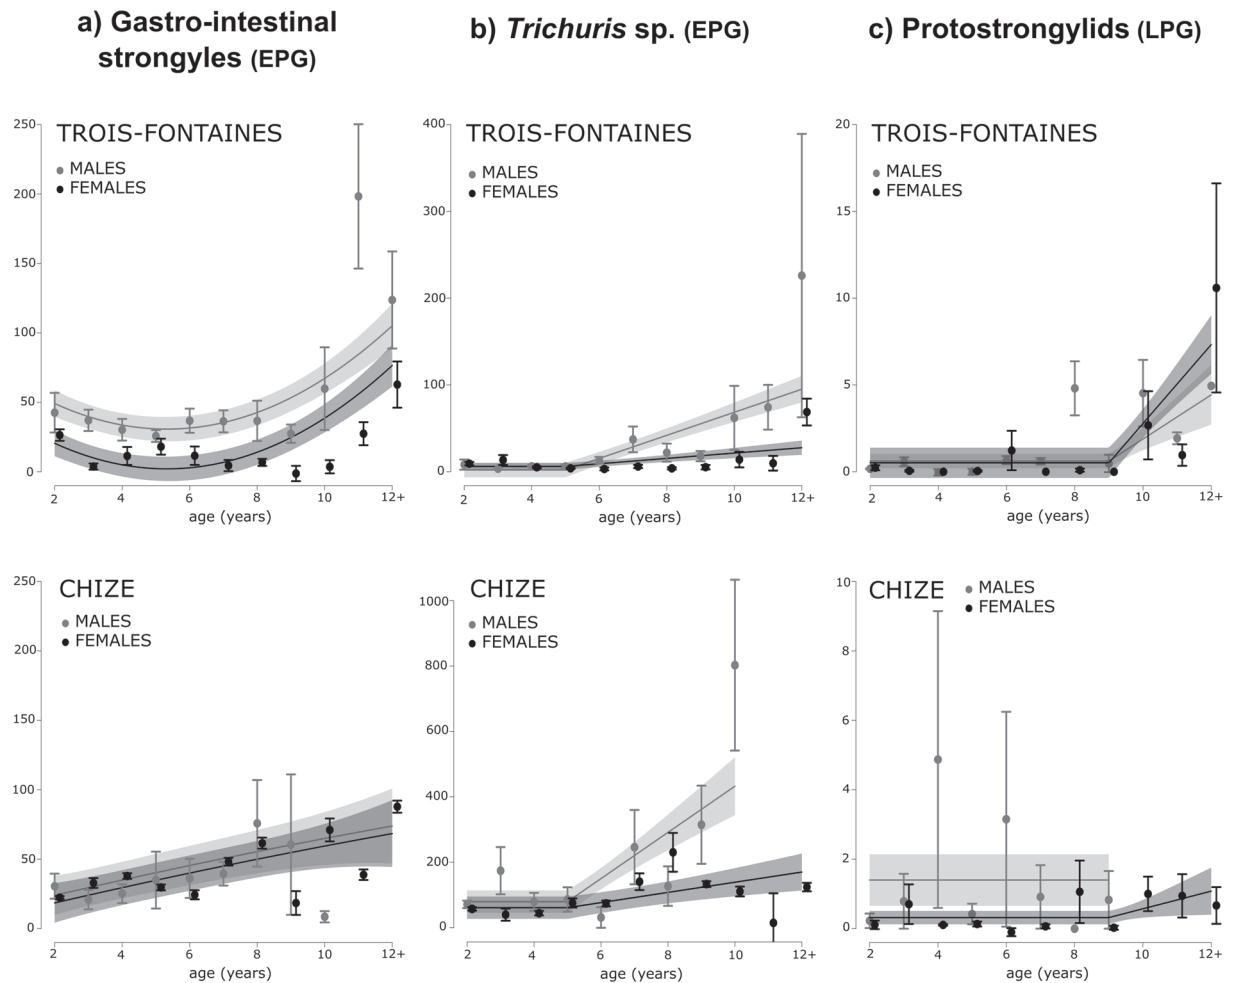 a) Gastro-intestinal
strongyles (EPG)
b) Trichuris sp. (EPG)
c) Protostrongylids (LPG)
TROIS-FONTAINES
MALES
FEMALES
250
200
150
100
50
0
2 4 6 8 10 12+
age (years)
TROIS-FONTAINES
MALES
FEMALES
400
300
200
100
0
2 4 6 8 10 12+
age (years)
TROIS-FONTAINES
MALES
FEMALES
20
15
10
5
0
2 4 6 8 10 12+
age (years)
CHIZE
MALES
FEMALES
250
200
150
100
50
0
2 4 6 8 10 12+
age (years)
CHIZE
MALES
FEMALES
1000
800
600
400
200
0
2 4 6 8 10 12+
age (years)
CHIZE
MALES
FEMALES
10
8
6
4
2
0
2 4 6 8 10 12+
age (years)